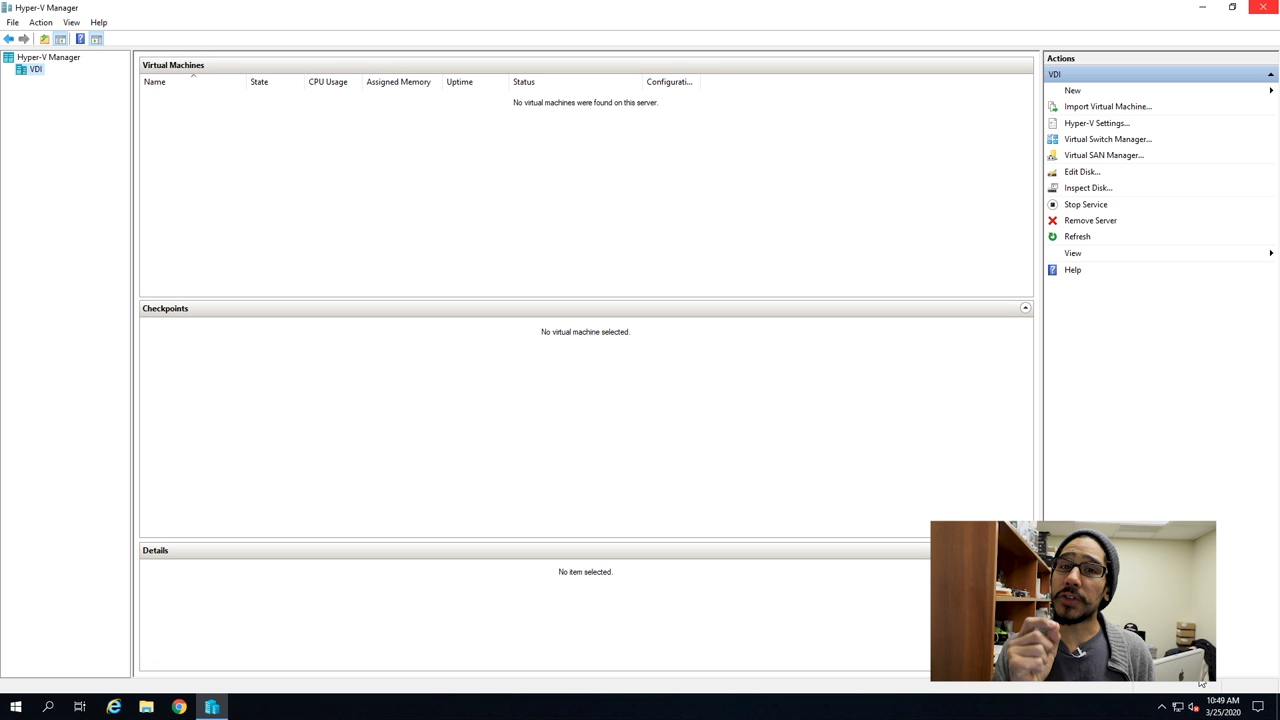 Hyper-V Manager
File Action View Help
Hyper-V Manager
VDI
Virtual Machines
Name State CPU Usage Assigned Memory Uptime Status Configurati...
No virtual machines were found on this server.
Checkpoints
No virtual machine selected.
Details
No item selected.
Actions
VDI
New
Import Virtual Machine...
Hyper-V Settings...
Virtual Switch Manager...
Virtual SAN Manager...
Edit Disk...
Inspect Disk...
Stop Service
Remove Server
Refresh
View
Help
10:49 AM
3/25/2020